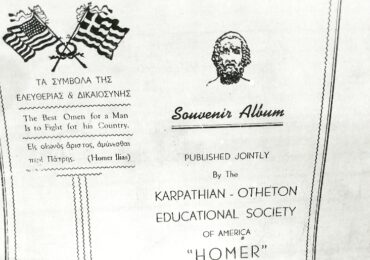 ΤΑ ΣΥΜΒΟΛΑ ΤΗΣ
ΕΛΕΥΘΕΡΙΑΣ & ΔΙΚΑΙΟΣΥΝΗΣ
The Best Omen for a Man
Is to Fight for his Country.
Εἷς οἰωνὸς ἄριστος, ἀμύνεσθαι
περὶ Πάτρης. (Homer Ilias)
Souvenir Album
PUBLISHED JOINTLY
By the
KARPATHIAN - OTHETON
EDUCATIONAL SOCIETY
OF AMERICA
"HOMER"